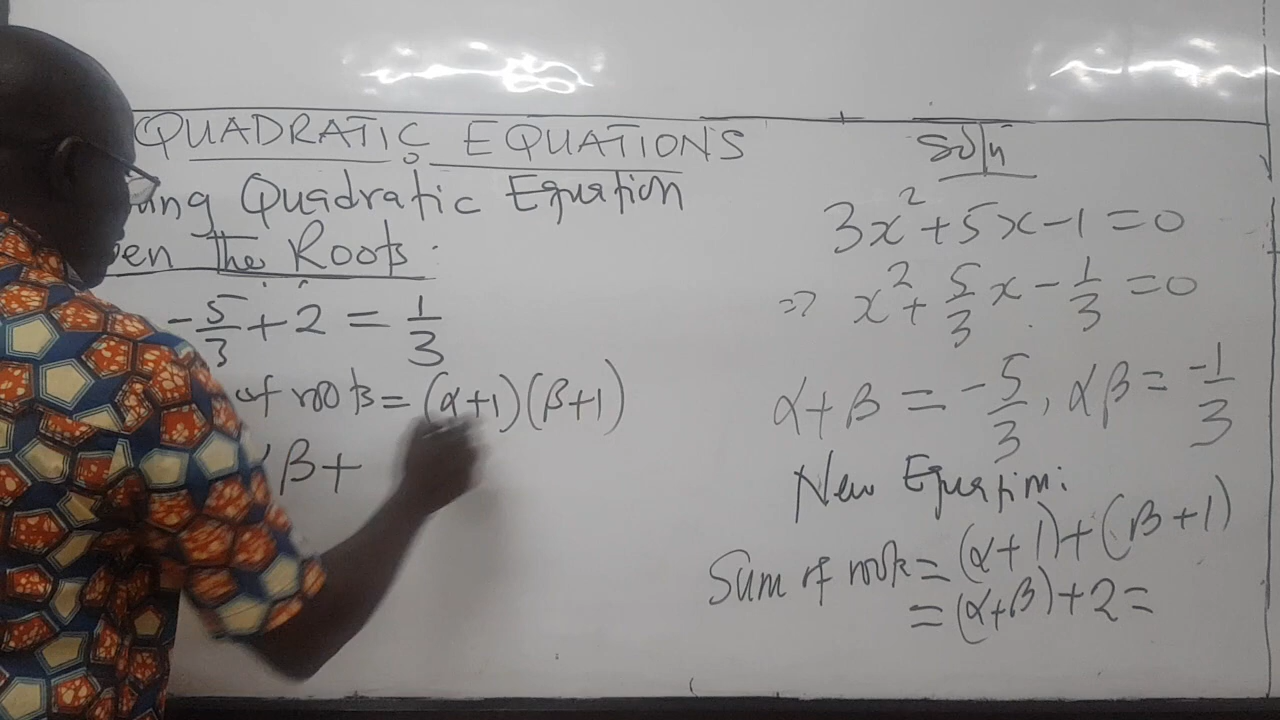 QUADRATIC EQUATIONS
ing Quadratic Equation
en the Roots:
-5/3 + 2 = 1/3
of roots = (α+1)(β+1)
β +
Soln
3x² + 5x - 1 = 0
=> x² + 5/3 x - 1/3 = 0
α + β = -5/3, αβ = -1/3
New Equation:
Sum of roots = (α+1) + (β+1)
= (α+β) + 2 =